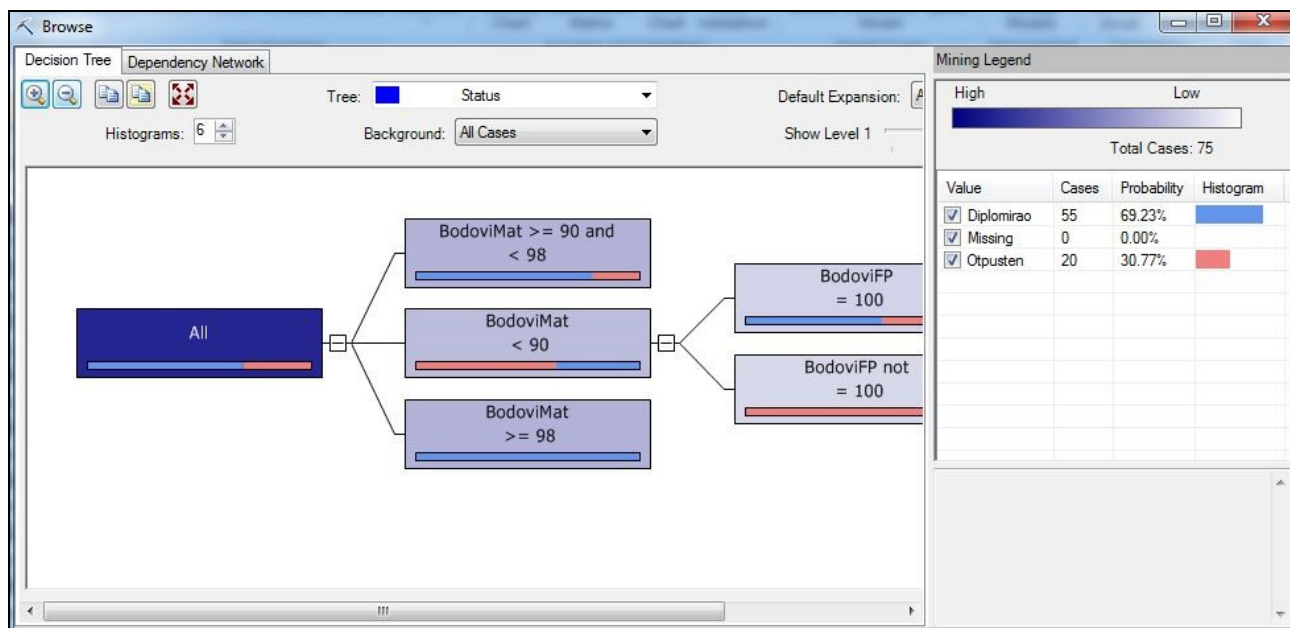 Browse
Decision Tree Dependency Network
Tree: Status Default Expansion: A
Histograms: 6 Background: All Cases Show Level 1
All
BodoviMat >= 90 and
< 98
BodoviMat
< 90
BodoviMat
>= 98
BodoviFP
= 100
BodoviFP not
= 100
Mining Legend
High Low
Total Cases: 75
Value Cases Probability Histogram
Diplomirao 55 69.23%
Missing 0 0.00%
Otpusten 20 30.77%